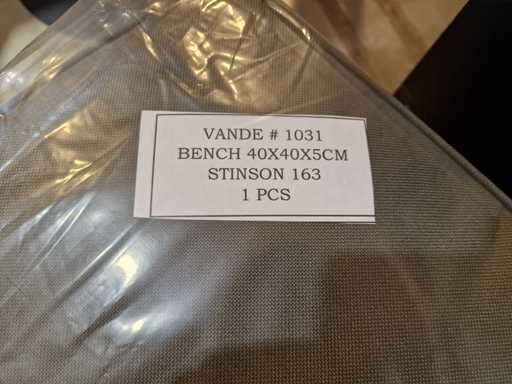 VANDE # 1031
BENCH 40X40X5CM
STINSON 163
1 PCS